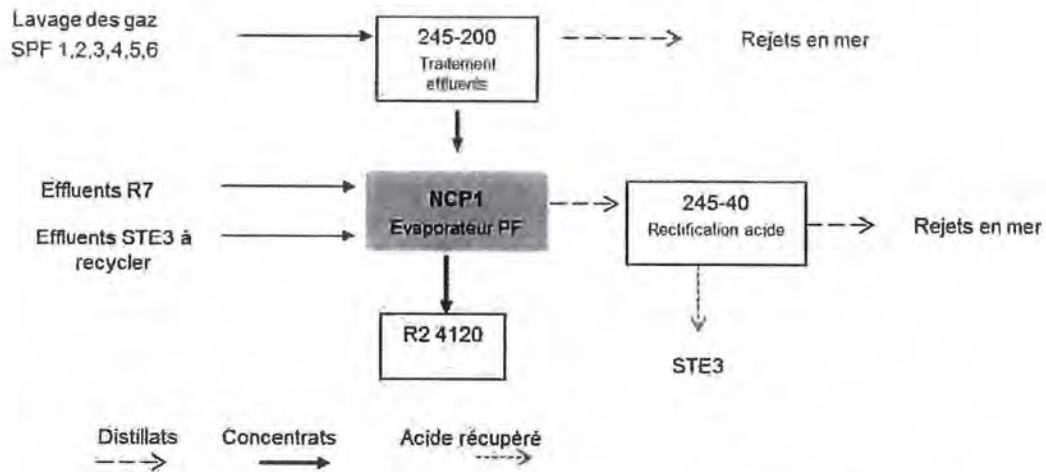 Lavage des gaz
SPF 1,2,3,4,5,6
245-200
Traitement
effluents
Rejets en mer
Effluents R7
Effluents STE3 à
recycler
NCP1
Evaporateur PF
245-40
Rectification acide
Rejets en mer
R2 4120
STE3
Distillats
Concentrats
Acide récupéré